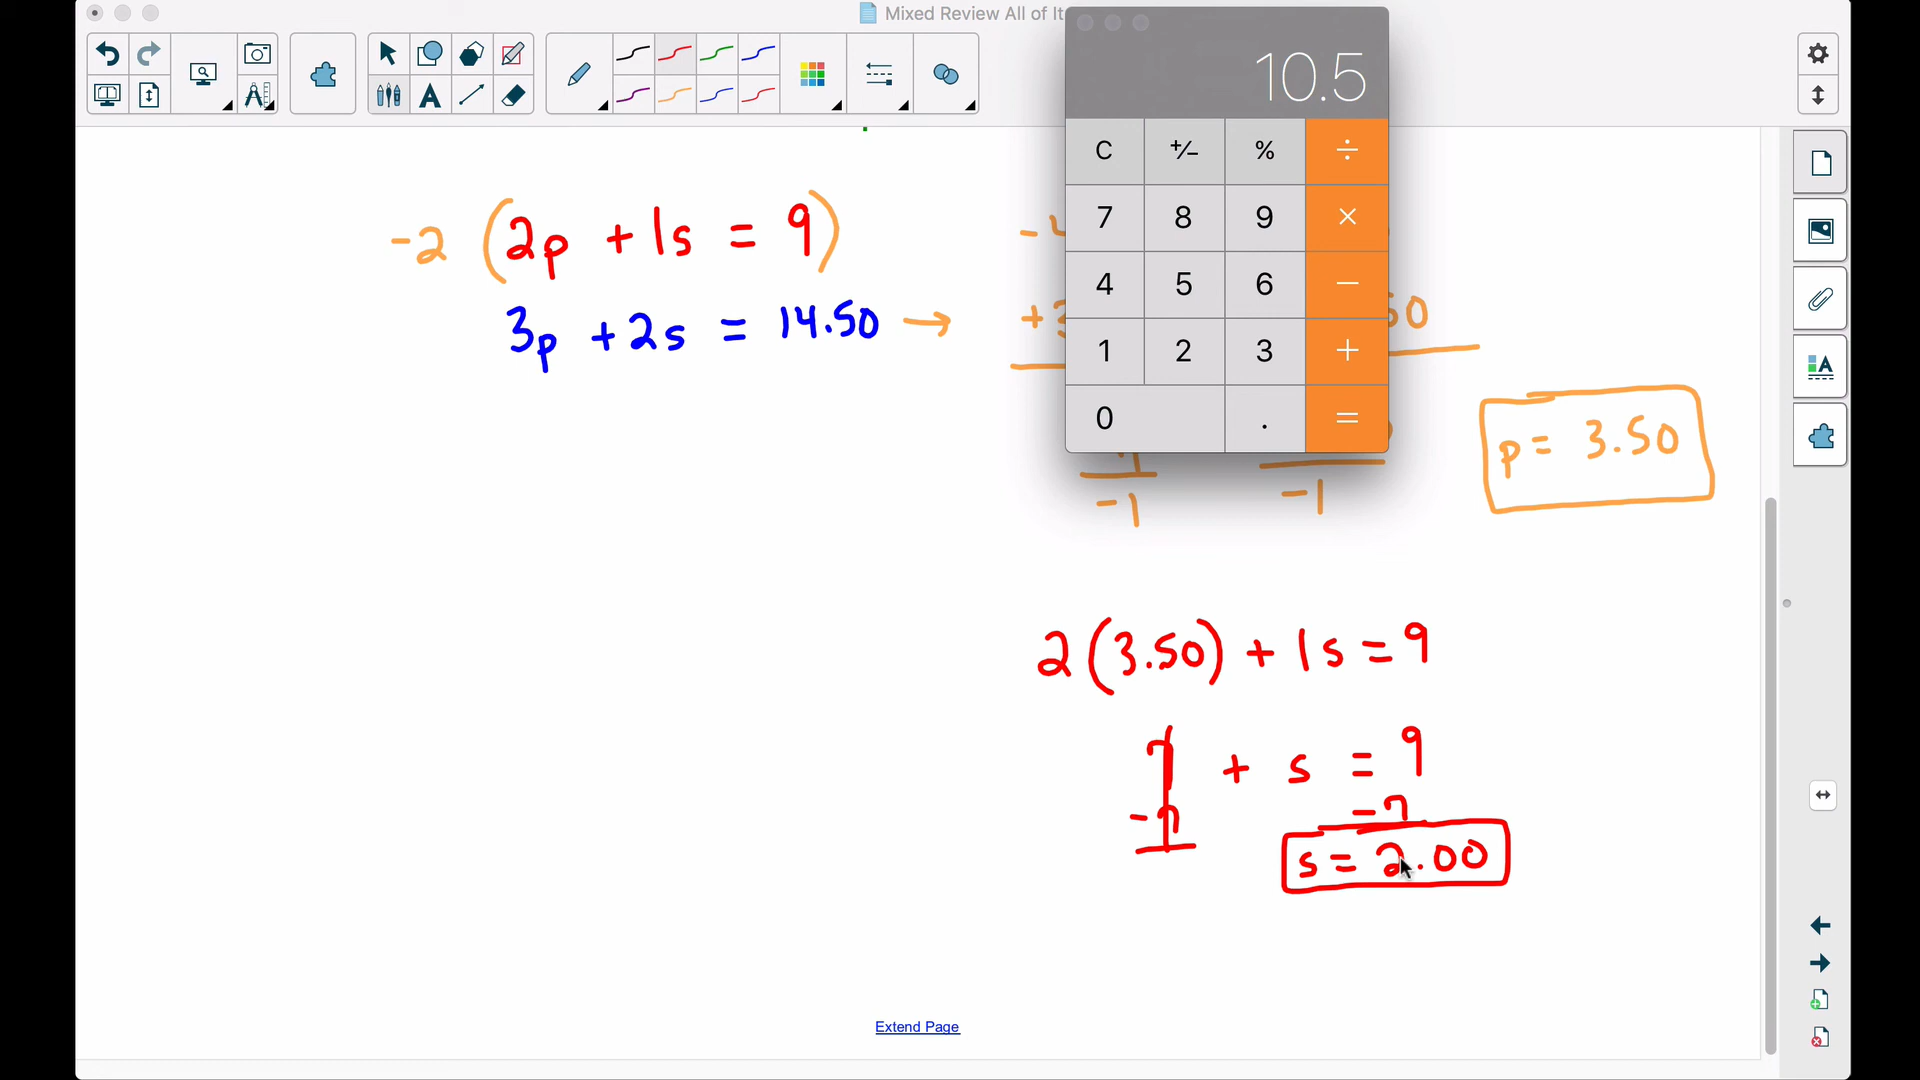 Mixed Review All of It
10.5
C +/- % ÷
7 8 9 ×
4 5 6 −
1 2 3 +
0 . =
A
A
-2 (2p + 1s = 9)
3p + 2s = 14.50 →
-1
-1
p = 3.50
2(3.50) + 1s = 9
7 + s = 9
-7 -7
s = 2.00
Extend Page